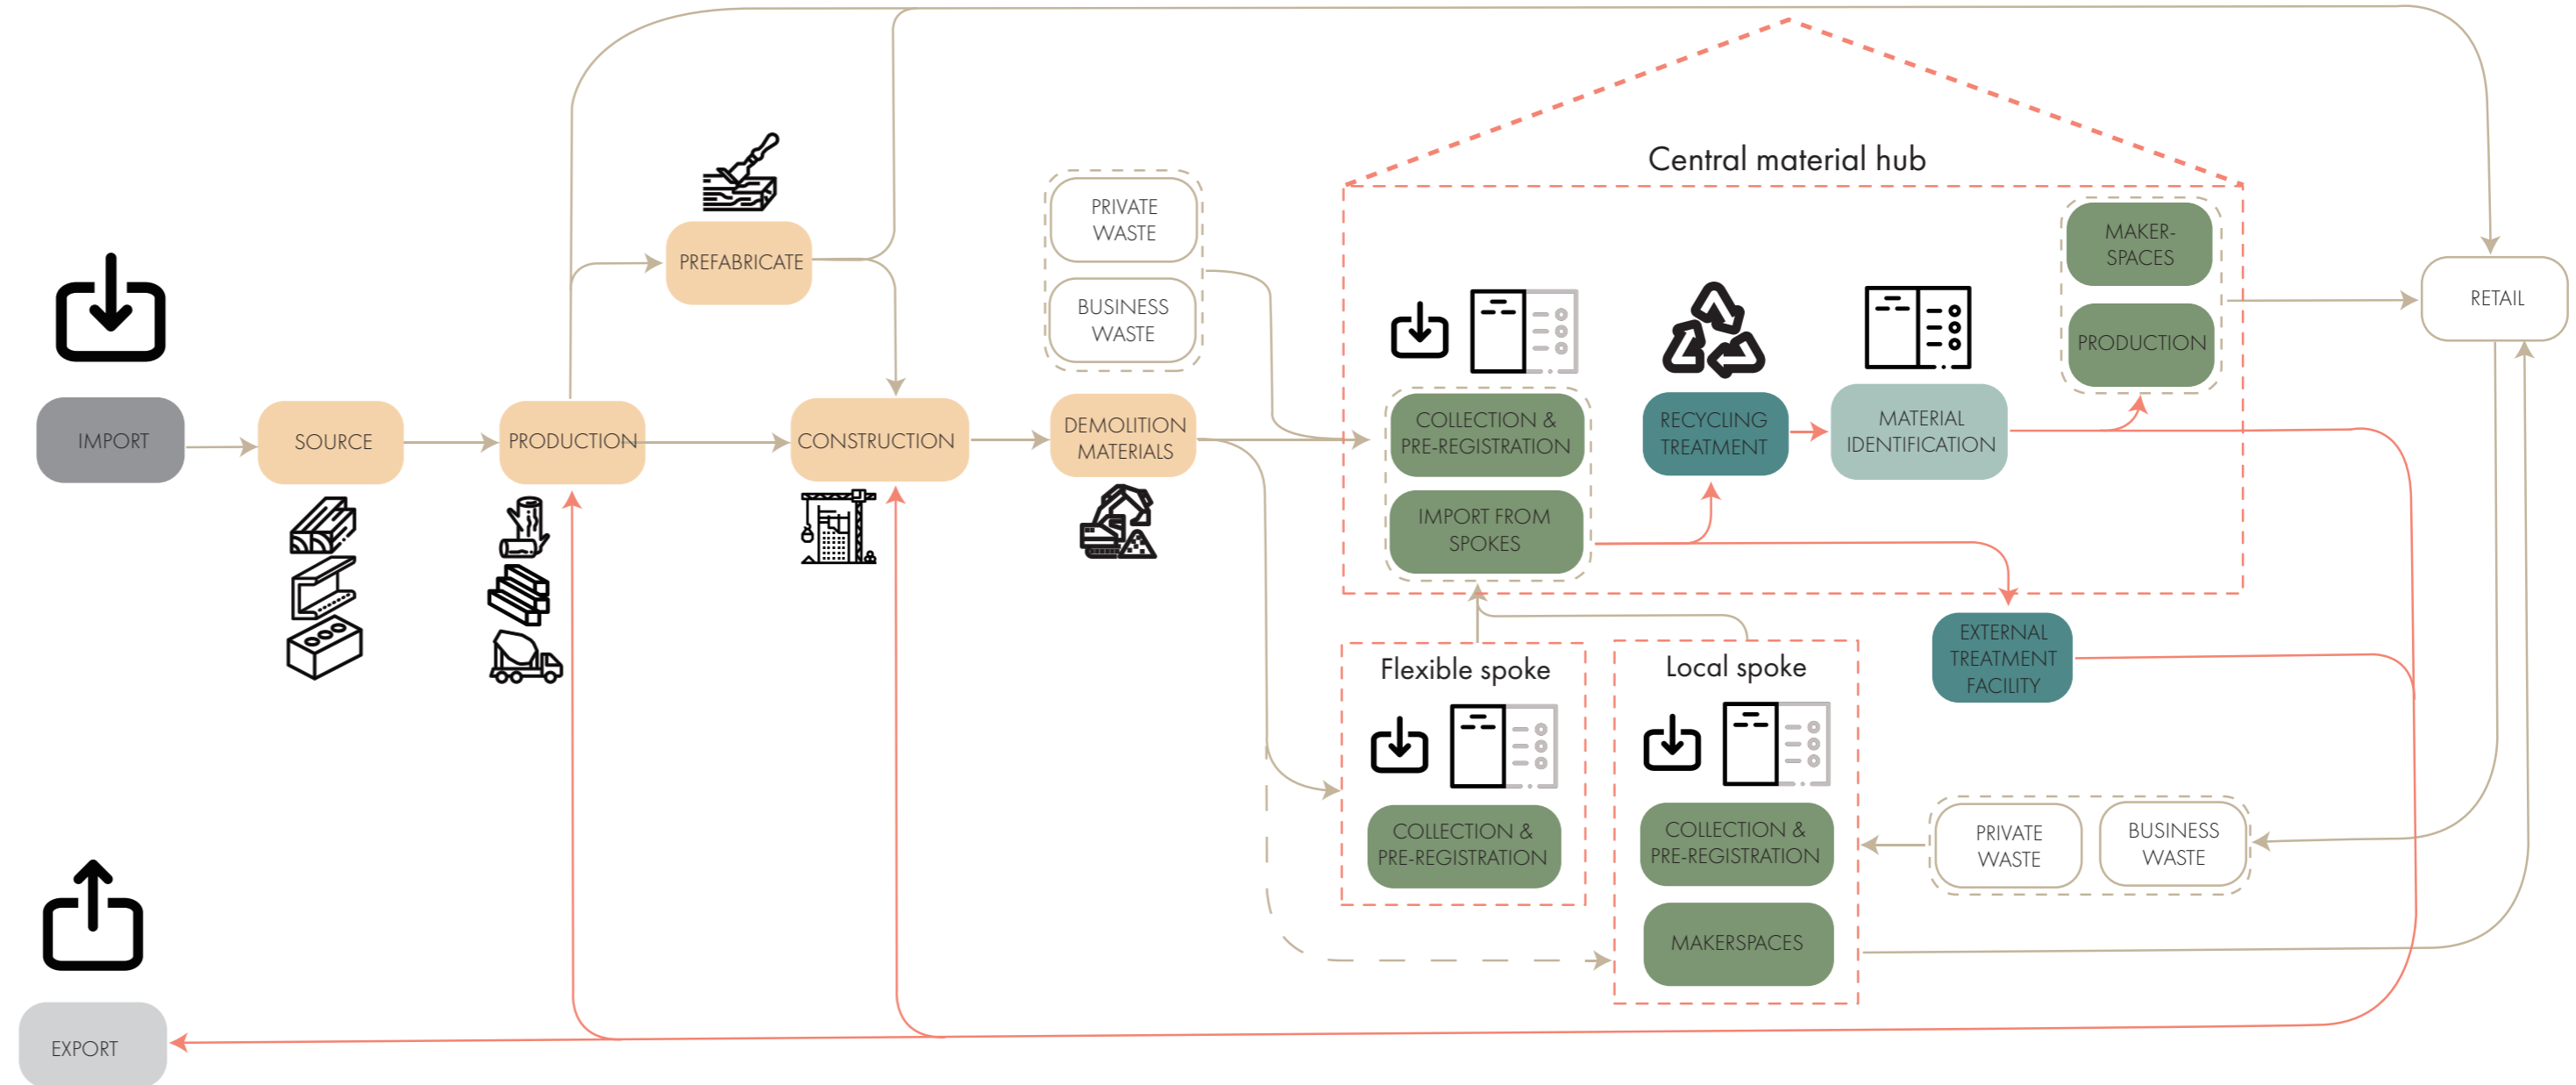 Central material hub
PRIVATE
WASTE
BUSINESS
WASTE
PREFABRICATE
MAKER-
SPACES
PRODUCTION
RETAIL
IMPORT
SOURCE
PRODUCTION
CONSTRUCTION
DEMOLITION
MATERIALS
COLLECTION &
PRE-REGISTRATION
IMPORT FROM
SPOKES
RECYCLING
TREATMENT
MATERIAL
IDENTIFICATION
EXTERNAL
TREATMENT
FACILITY
Flexible spoke
COLLECTION &
PRE-REGISTRATION
Local spoke
COLLECTION &
PRE-REGISTRATION
MAKERSPACES
PRIVATE
WASTE
BUSINESS
WASTE
EXPORT